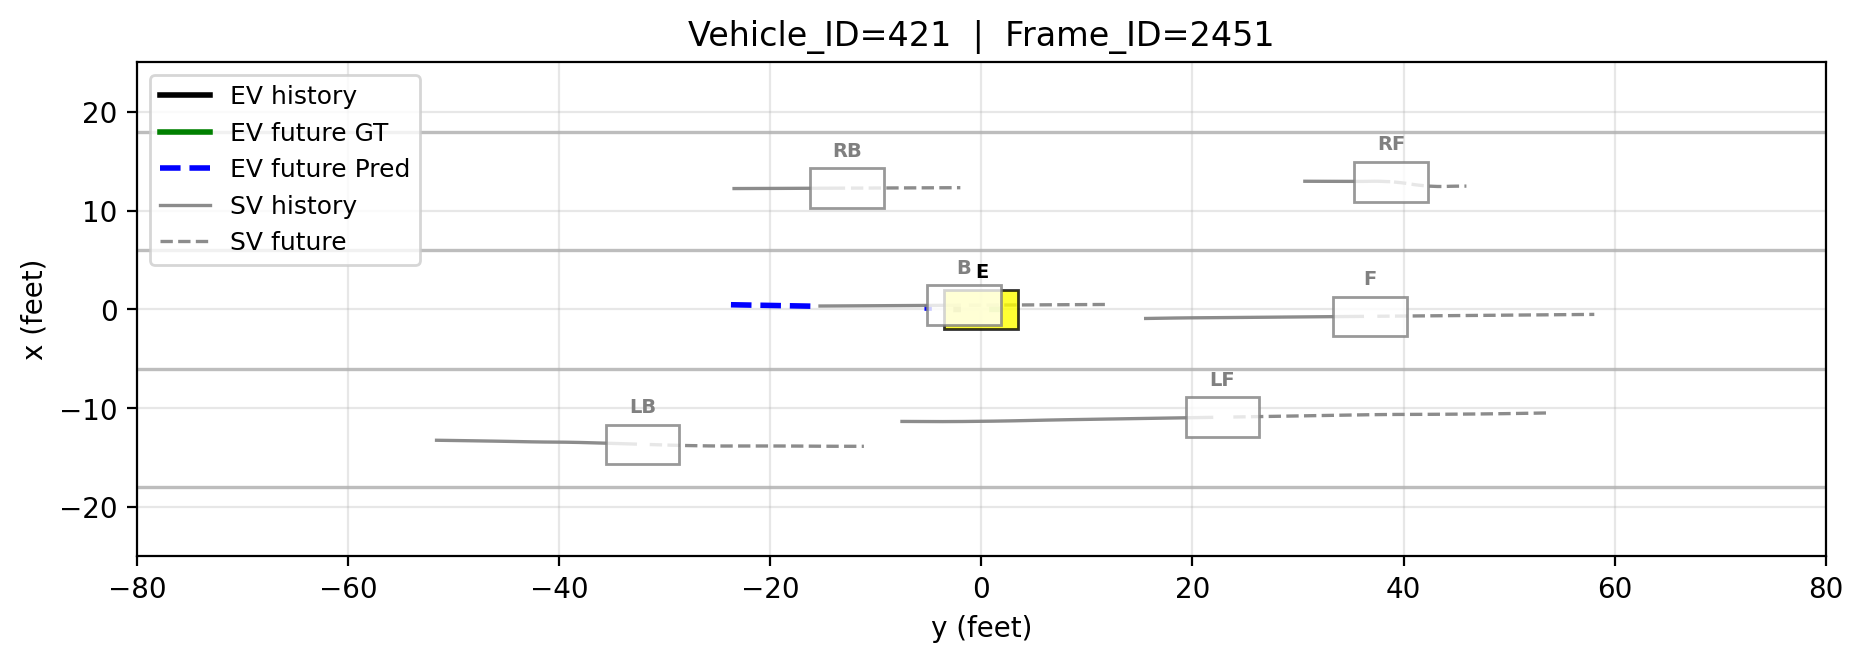 Vehicle_ID=421 | Frame_ID=2451
EV history
EV future GT
EV future Pred
SV history
SV future
RB
RF
B
E
F
LB
LF
20
10
0
−10
−20
x (feet)
−80
−60
−40
−20
0
20
40
60
80
y (feet)